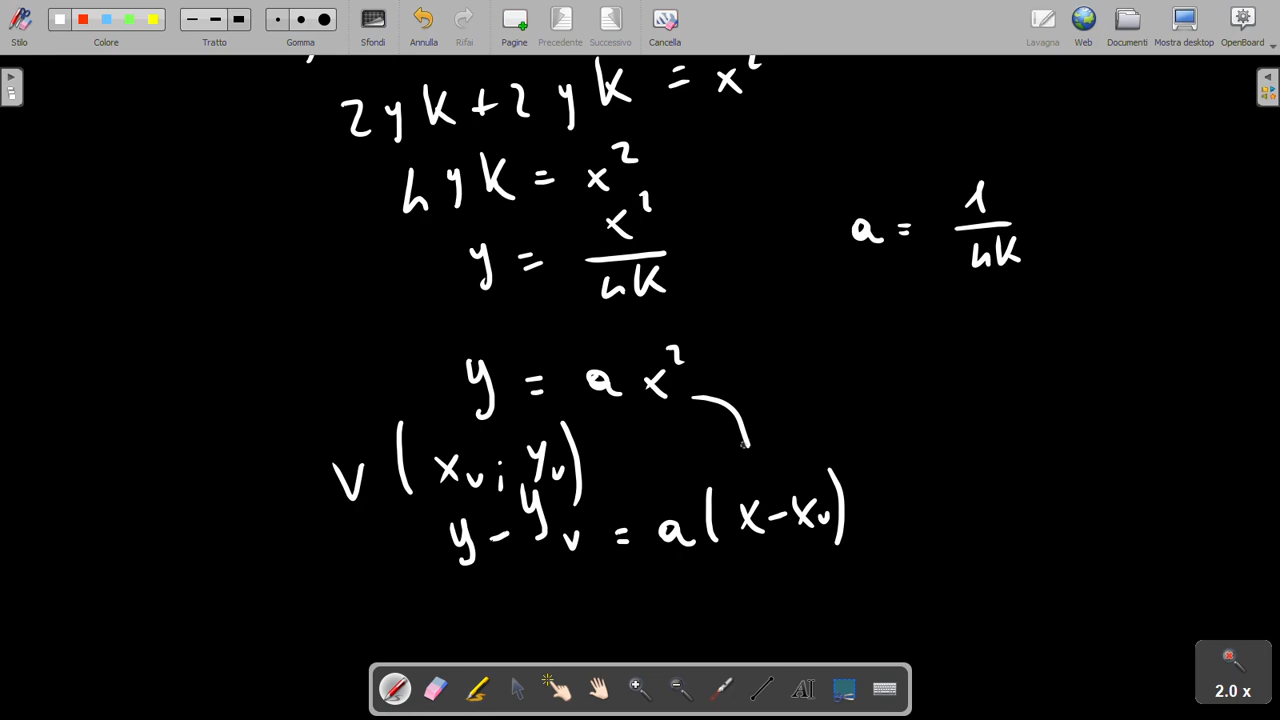 Stilo Colore Tratto Gomma Sfondi Annulla Rifai Pagine Precedente Successivo Cancella Lavagna Web Documenti Mostra desktop OpenBoard
2yk + 2yk = x²
4yk = x²
y = x²/4k
a = 1/4k
y = ax²
V (xv; yv)
y - yv = a(x - xv)
2.0 x